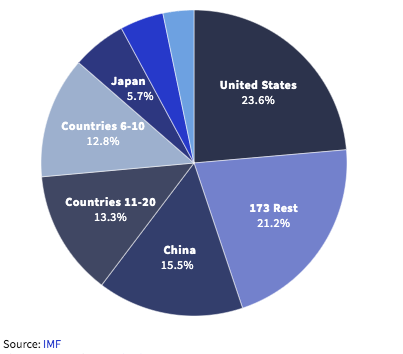 United States
23.6%
173 Rest
21.2%
China
15.5%
Countries 11-20
13.3%
Countries 6-10
12.8%
Japan
5.7%
Source: IMF